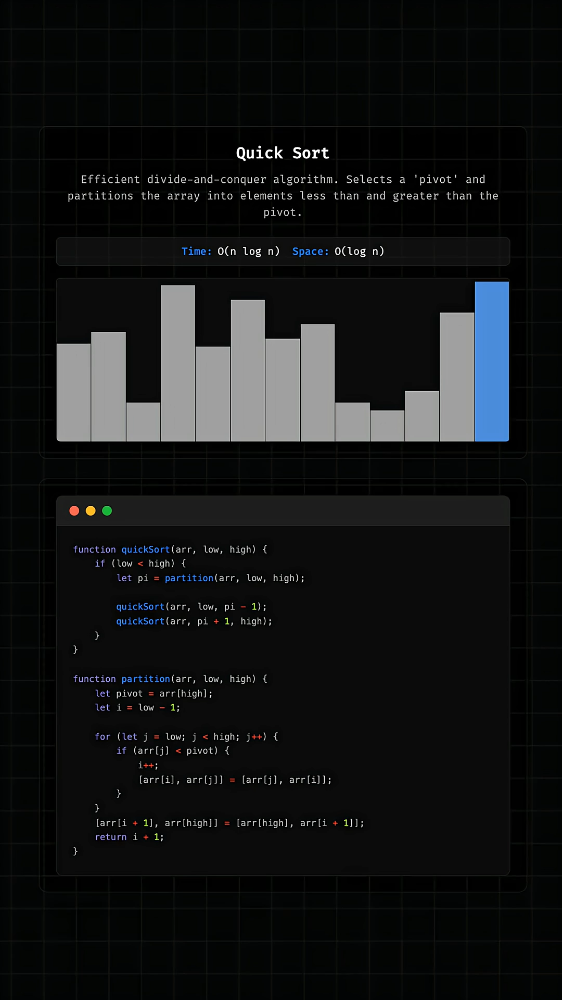 Quick Sort
Efficient divide-and-conquer algorithm. Selects a 'pivot' and
partitions the array into elements less than and greater than the
pivot.
Time: O(n log n) Space: O(log n)
function quickSort(arr, low, high) {
    if (low < high) {
        let pi = partition(arr, low, high);

        quickSort(arr, low, pi - 1);
        quickSort(arr, pi + 1, high);
    }
}

function partition(arr, low, high) {
    let pivot = arr[high];
    let i = low - 1;

    for (let j = low; j < high; j++) {
        if (arr[j] < pivot) {
            i++;
            [arr[i], arr[j]] = [arr[j], arr[i]];
        }
    }
    [arr[i + 1], arr[high]] = [arr[high], arr[i + 1]];
    return i + 1;
}